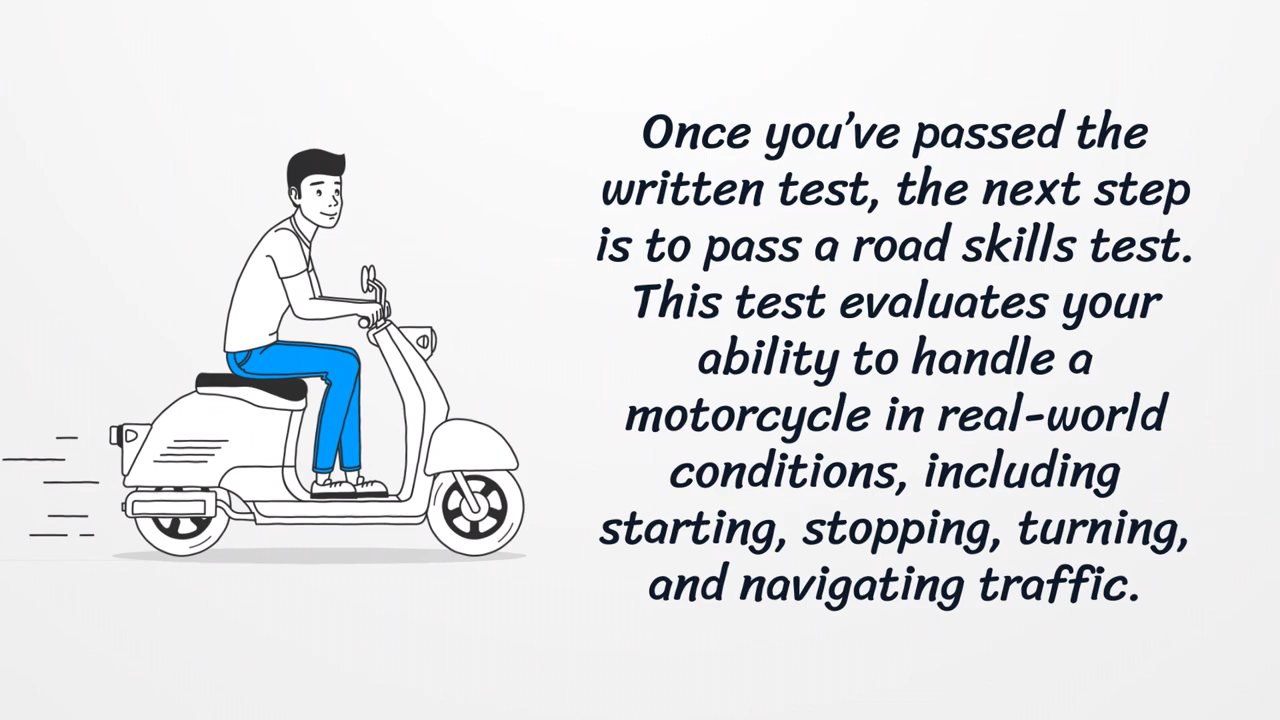 Once you've passed the
written test, the next step
is to pass a road skills test.
This test evaluates your
ability to handle a
motorcycle in real-world
conditions, including
starting, stopping, turning,
and navigating traffic.